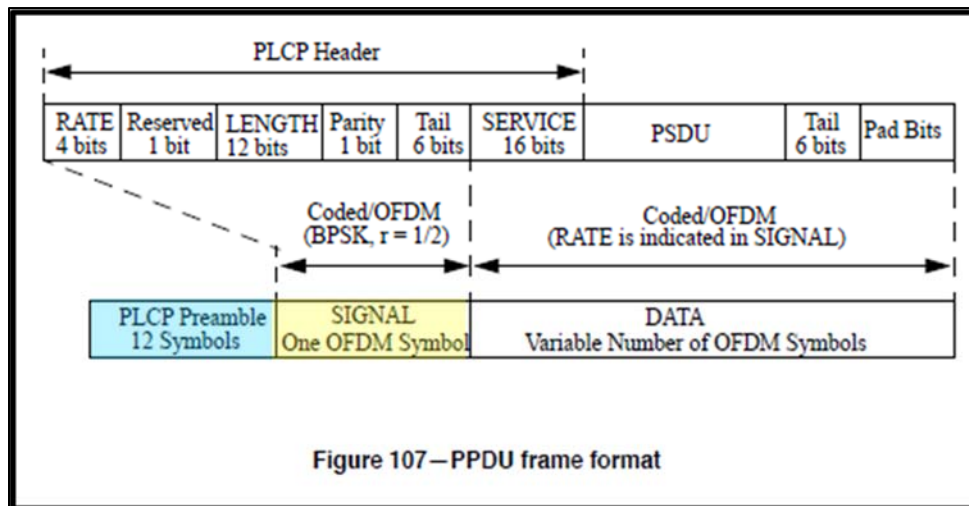 PLCP Header
RATE Reserved LENGTH Parity Tail SERVICE PSDU Tail Pad Bits
4 bits 1 bit 12 bits 1 bit 6 bits 16 bits 6 bits
Coded/OFDM Coded/OFDM
(BPSK, r = 1/2) (RATE is indicated in SIGNAL)
PLCP Preamble SIGNAL DATA
12 Symbols One OFDM Symbol Variable Number of OFDM Symbols
Figure 107—PPDU frame format